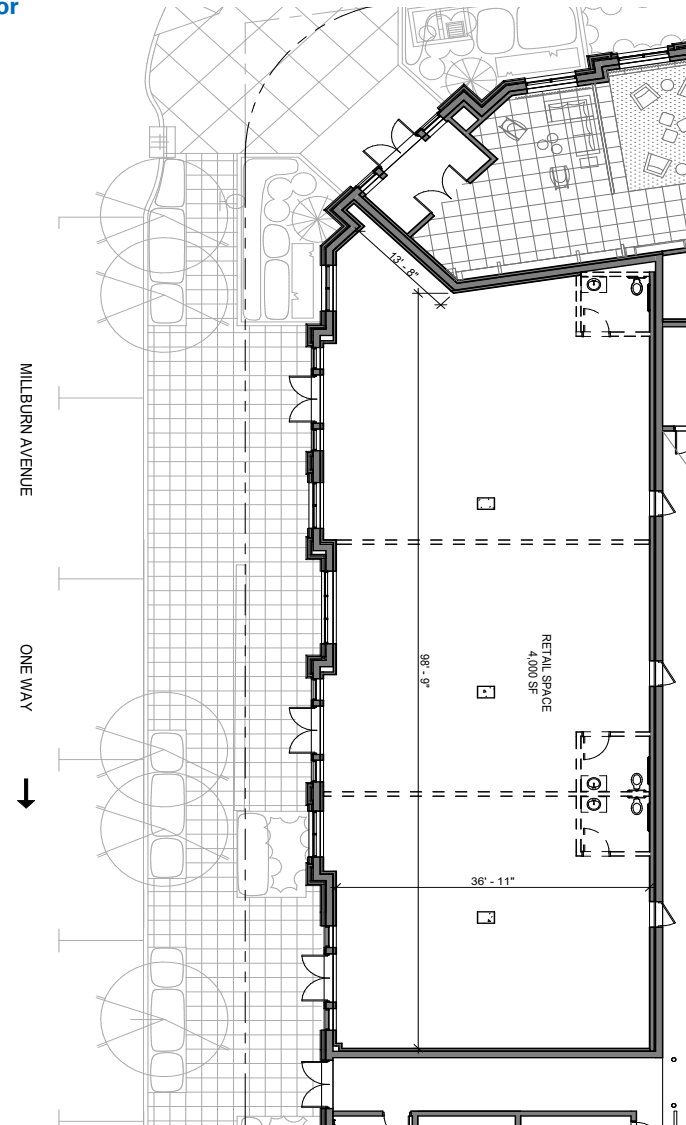 or
13' - 8"
MILLBURN AVENUE
ONE WAY
RETAIL SPACE
4,000 SF
98' - 9"
36' - 11"